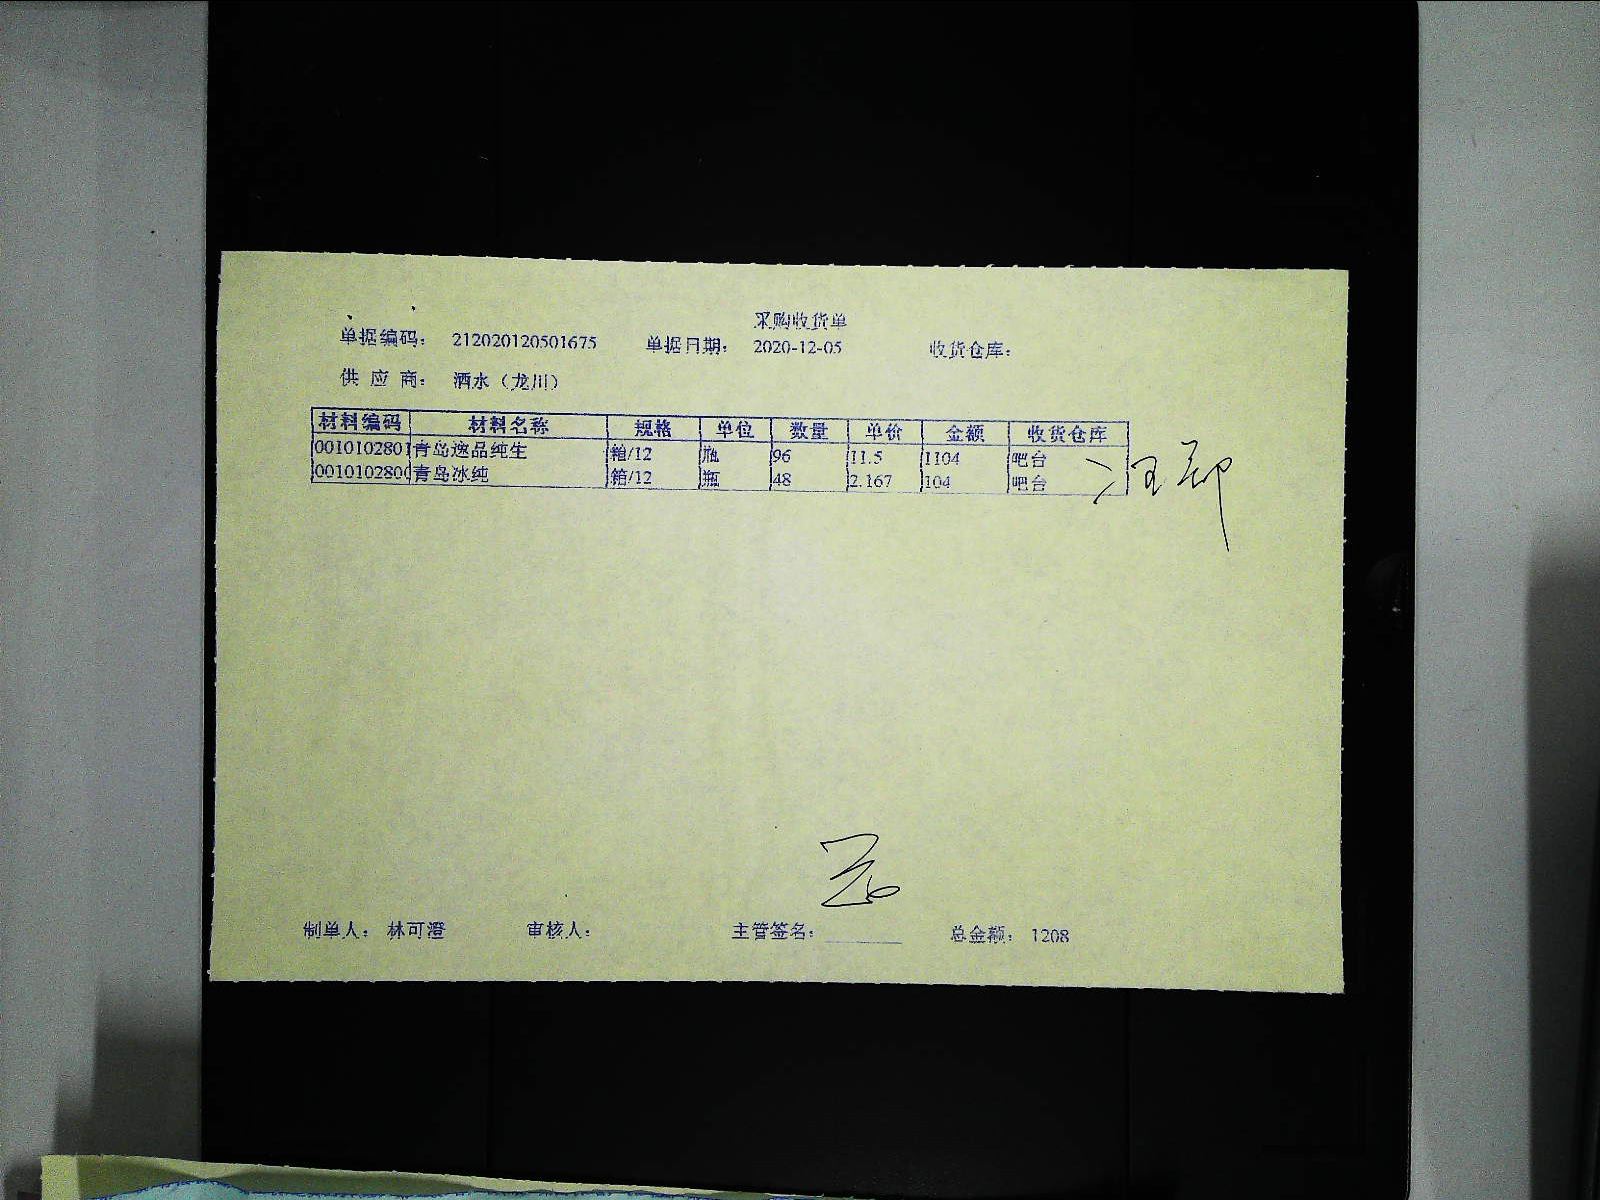 采购收货单
单据编码： 212020120501675 单据日期： 2020-12-05 收货仓库：
供 应 商： 酒水（龙川）
材料编码 材料名称 规格 单位 数量 单价 金额 收货仓库
0010102801 青岛逸品纯生 箱/12 瓶 96 11.5 1104 吧台
0010102800 青岛冰纯 箱/12 瓶 48 2.167 104 吧台
制单人： 林可澄 审核人： 主管签名： 总金额： 1208